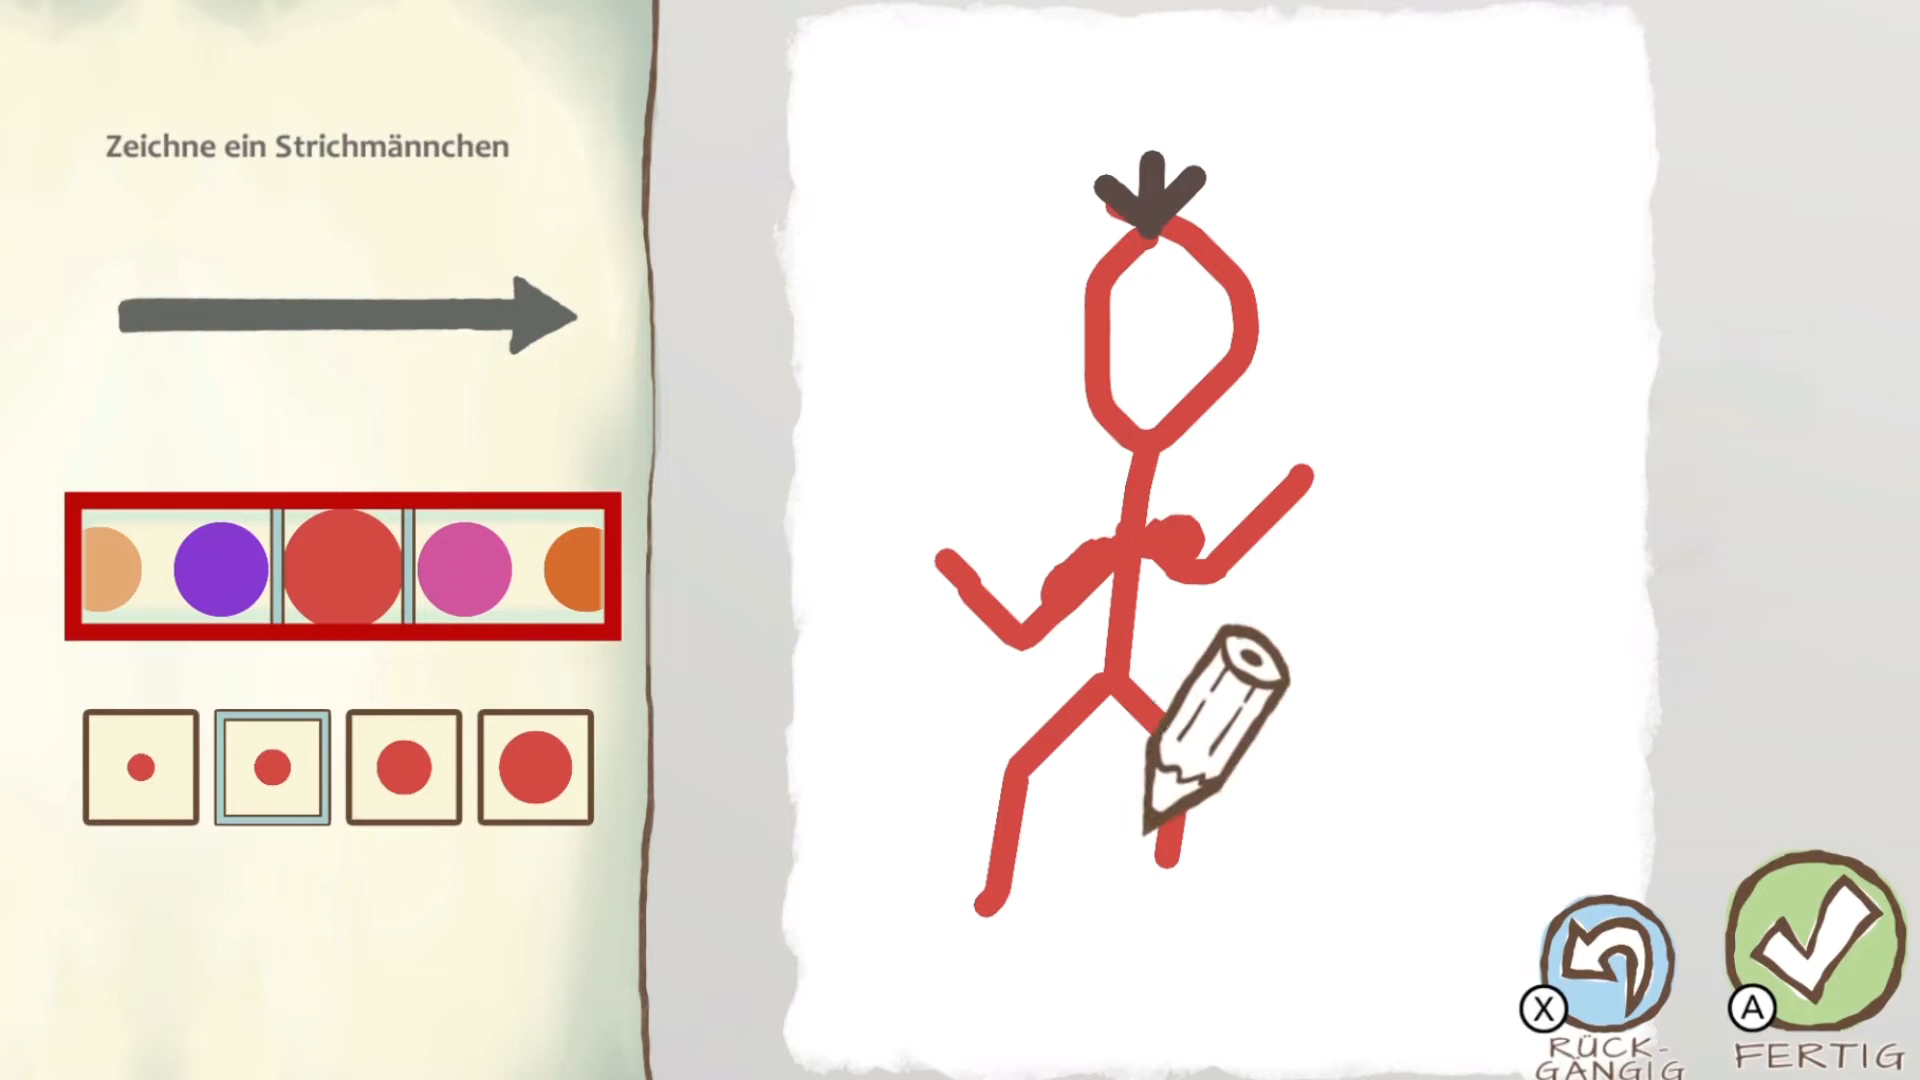 Zeichne ein Strichmännchen
X
RÜCK-
GÄNGIG
A
FERTIG